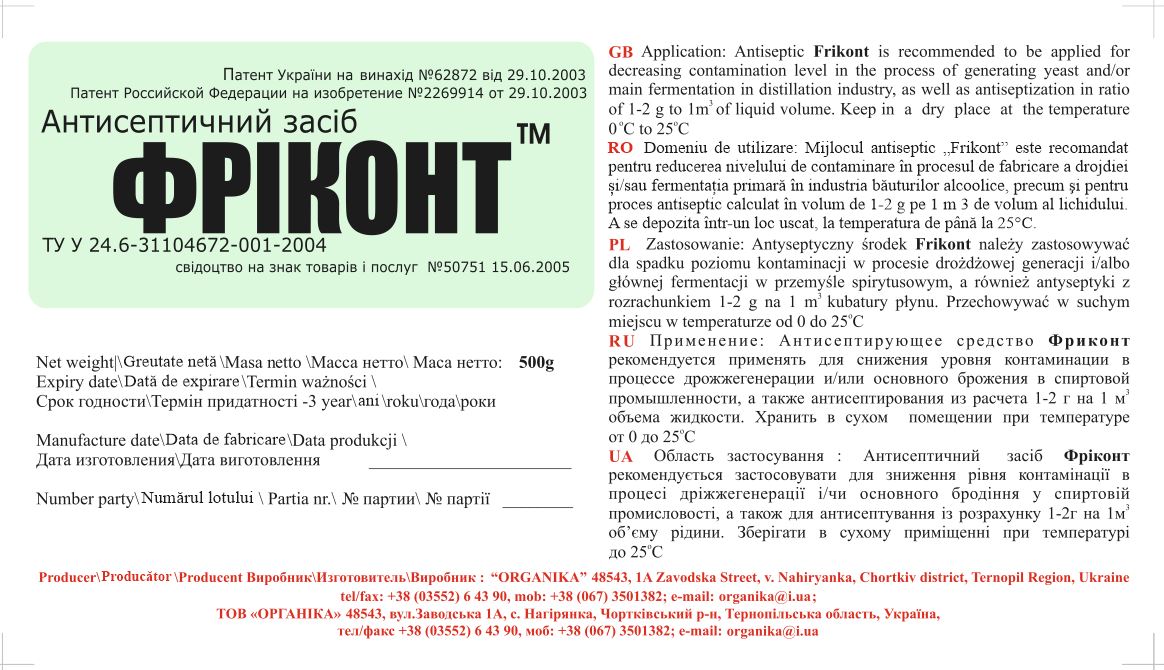 Патент України на винахід №62872 від 29.10.2003
Патент Российской Федерации на изобретение №2269914 от 29.10.2003
Антисептичний засіб
ФРІКОНТ™
ТУ У 24.6-31104672-001-2004
свідоцтво на знак товарів і послуг №50751 15.06.2005
Net weight|\Greutate netă\Masa netto \Масса нетто\ Маса нетто: 500g
Expiry date\Dată de expirare\Termin ważności \
Срок годности\Термін придатності -3 year\ani\roku\года\роки
Manufacture date\Data de fabricare\Data produkcji \
Дата изготовления\Дата виготовлення
Number party\ Numărul lotului \ Partia nr.\ № партии\ № партії
GB Application: Antiseptic Frikont is recommended to be applied for
decreasing contamination level in the process of generating yeast and/or
main fermentation in distillation industry, as well as antiseptization in ratio
of 1-2 g to 1m³ of liquid volume. Keep in a dry place at the temperature
0°C to 25°C
RO Domeniu de utilizare: Mijlocul antiseptic ,,Frikont” este recomandat
pentru reducerea nivelului de contaminare în procesul de fabricare a drojdiei
și/sau fermentația primară în industria băuturilor alcoolice, precum şi pentru
proces antiseptic calculat în volum de 1-2 g pe 1 m 3 de volum al lichidului.
A se depozita într-un loc uscat, la temperatura de până la 25°C.
PL Zastosowanie: Antyseptyczny środek Frikont należy zastosowywać
dla spadku poziomu kontaminacji w procesie drożdżowej generacji i/albo
głównej fermentacji w przemyśle spirytusowym, a również antyseptyki z
rozrachunkiem 1-2 g na 1 m³ kubatury płynu. Przechowywać w suchym
miejscu w temperaturze od 0 do 25°C
RU Применение: Антисептирующее средство Фриконт
рекомендуется применять для снижения уровня контаминации в
процессе дрожжегенерации и/или основного брожения в спиртовой
промышленности, а также антисептирования из расчета 1-2 г на 1 м³
объема жидкости. Хранить в сухом помещении при температуре
от 0 до 25°C
UA Область застосування : Антисептичний засіб Фріконт
рекомендується застосовувати для зниження рівня контамінації в
процесі дріжжегенерації і/чи основного бродіння у спиртовій
промисловості, а також для антисептування із розрахунку 1-2г на 1м³
об’єму рідини. Зберігати в сухому приміщенні при температурі
до 25°C
Producer\Producător \Producent Виробник\Изготовитель\Виробник : “ORGANIKA” 48543, 1A Zavodska Street, v. Nahiryanka, Chortkiv district, Ternopil Region, Ukraine
tel/fax: +38 (03552) 6 43 90, mob: +38 (067) 3501382; e-mail: organika@i.ua;
ТОВ «ОРГАНІКА» 48543, вул.Заводська 1А, с. Нагірянка, Чортківський р-н, Тернопільська область, Україна,
тел/факс +38 (03552) 6 43 90, моб: +38 (067) 3501382; e-mail: organika@i.ua